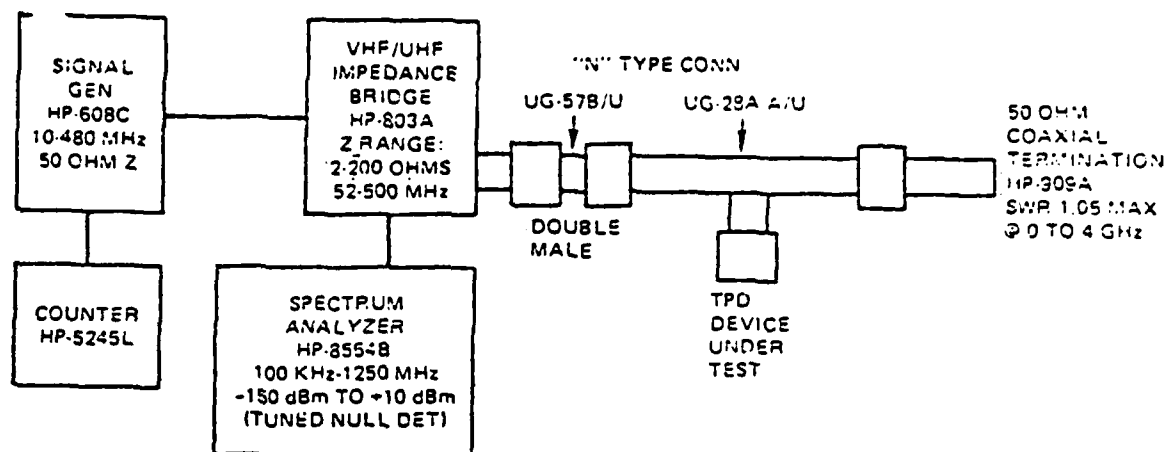 SIGNAL
GEN
HP-608C
10-480 MHz
50 OHM Z
VHF/UHF
IMPEDANCE
BRIDGE
HP-803A
Z RANGE:
2-200 OHMS
52-500 MHz
"N" TYPE CONN
UG-57B/U
UG-28A A/U
50 OHM
COAXIAL
TERMINATION
HP-909A
SWR 1.05 MAX
@ 0 TO 4 GHz
DOUBLE
MALE
TPD
DEVICE
UNDER
TEST
COUNTER
HP-5245L
SPECTRUM
ANALYZER
HP-8554B
100 KHz-1250 MHz
-150 dBm TO +10 dBm
(TUNED NULL DET)